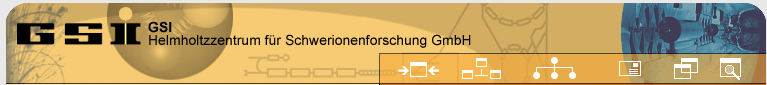 GSI
GSI
Helmholtzzentrum für Schwerionenforschung GmbH